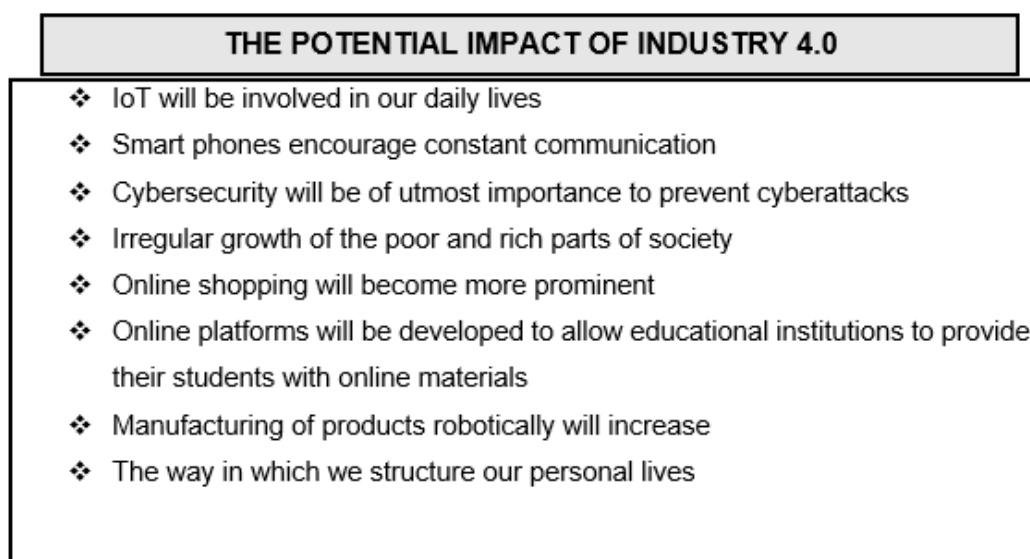 THE POTENTIAL IMPACT OF INDUSTRY 4.0
❖ IoT will be involved in our daily lives
❖ Smart phones encourage constant communication
❖ Cybersecurity will be of utmost importance to prevent cyberattacks
❖ Irregular growth of the poor and rich parts of society
❖ Online shopping will become more prominent
❖ Online platforms will be developed to allow educational institutions to provide
their students with online materials
❖ Manufacturing of products robotically will increase
❖ The way in which we structure our personal lives